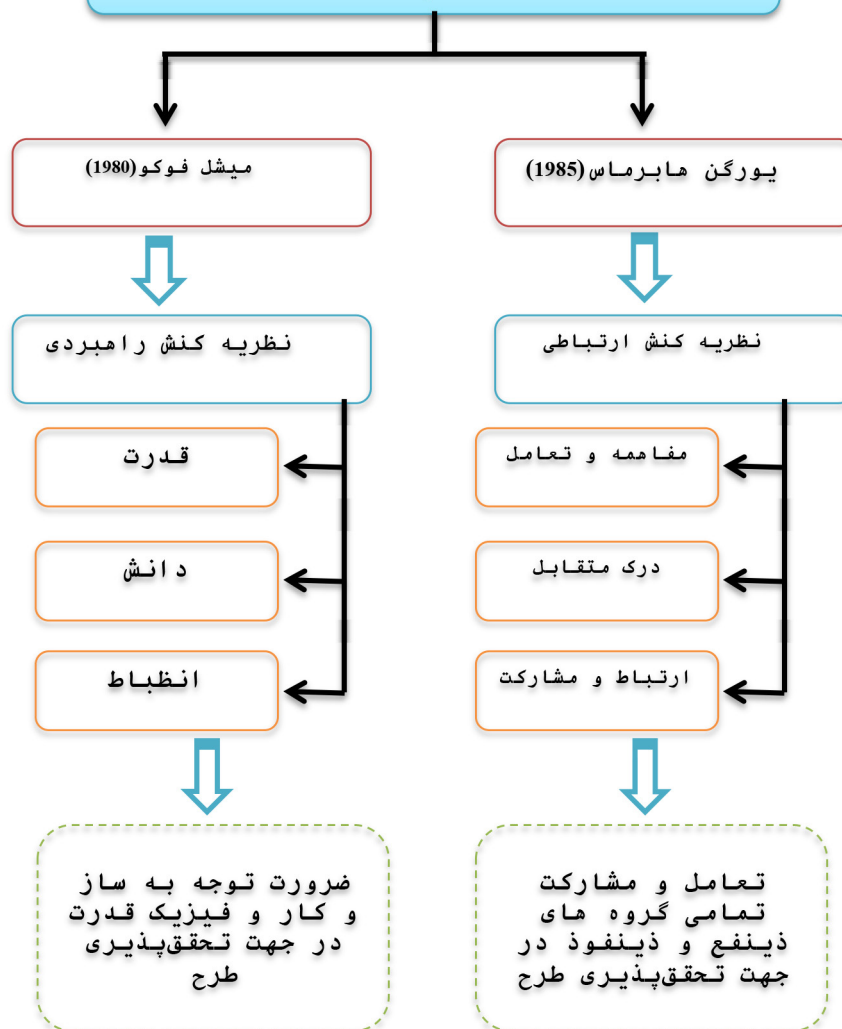 یورگن هابرماس (1985)
میشل فوکو(1980)
نظریه کنش ارتباطی
نظریه کنش راهبردی
مفاهمه و تعامل
قدرت
درک متقابل
دانش
ارتباط و مشارکت
انظباط
تعامل و مشارکت
تمامی گروه های
ذینفع و ذینفوذ در
جهت تحقق‌پذیری طرح
ضرورت توجه به ساز
و کار و فیزیک قدرت
در جهت تحقق‌پذیری
طرح